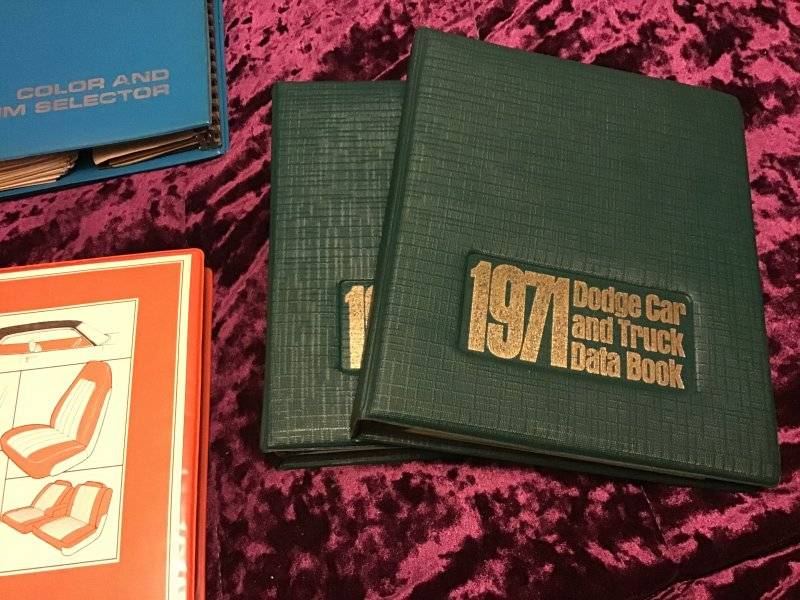 COLOR AND
SELECTOR
1971 Dodge Car
and Truck
Data Book